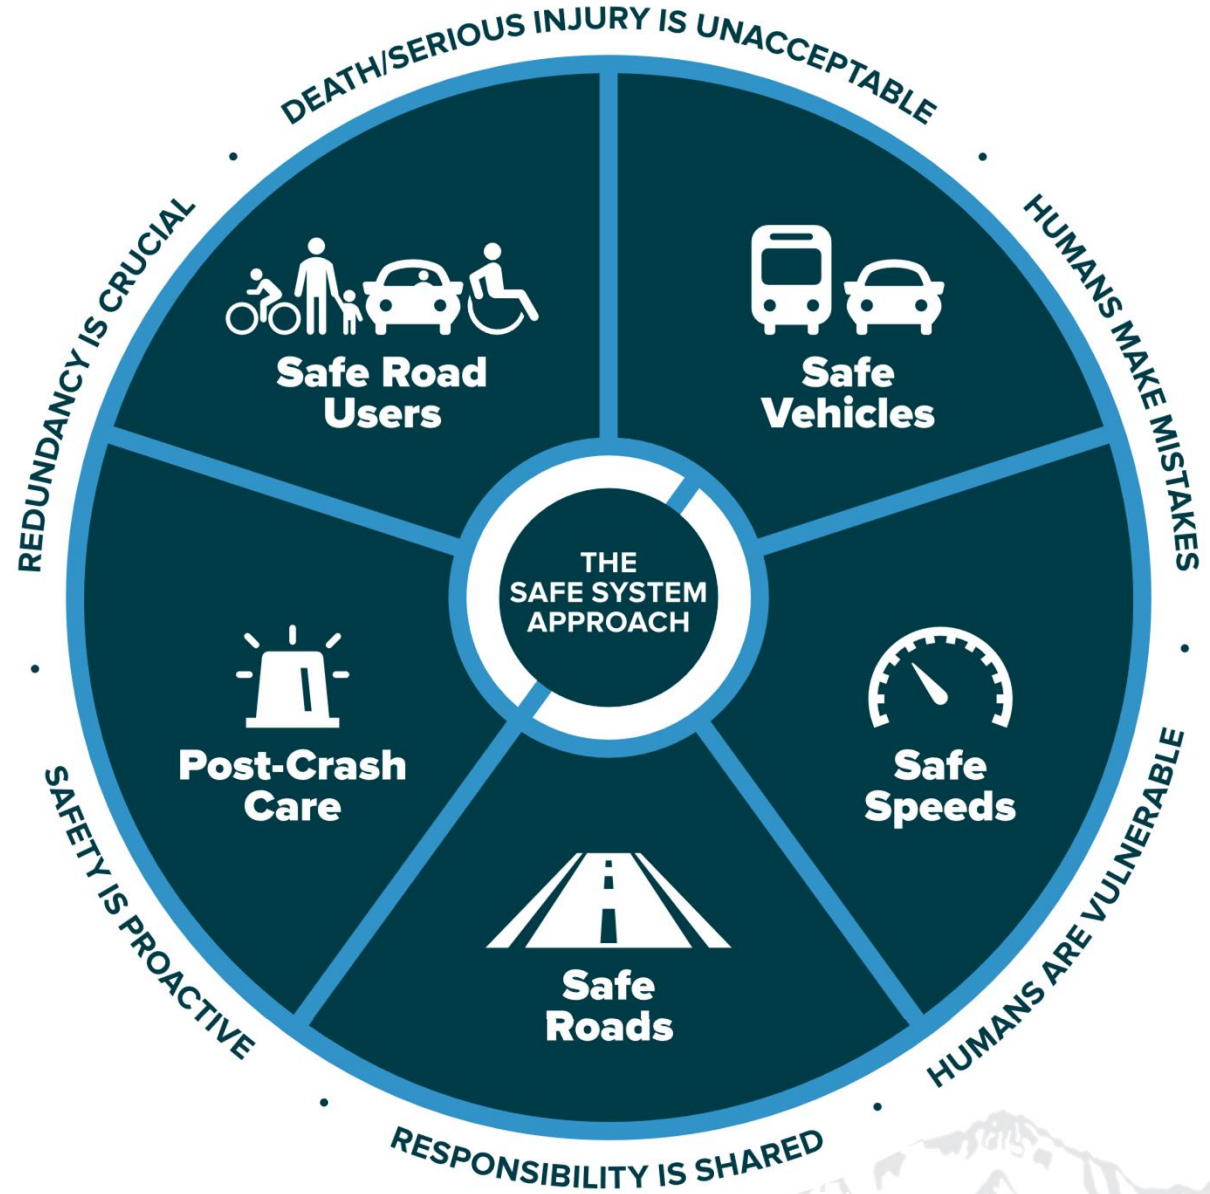 DEATH/SERIOUS INJURY IS UNACCEPTABLE
HUMANS MAKE MISTAKES
HUMANS ARE VULNERABLE
RESPONSIBILITY IS SHARED
SAFETY IS PROACTIVE
REDUNDANCY IS CRUCIAL
Safe Road
Users
Safe
Vehicles
Safe
Speeds
Safe
Roads
Post-Crash
Care
THE
SAFE SYSTEM
APPROACH